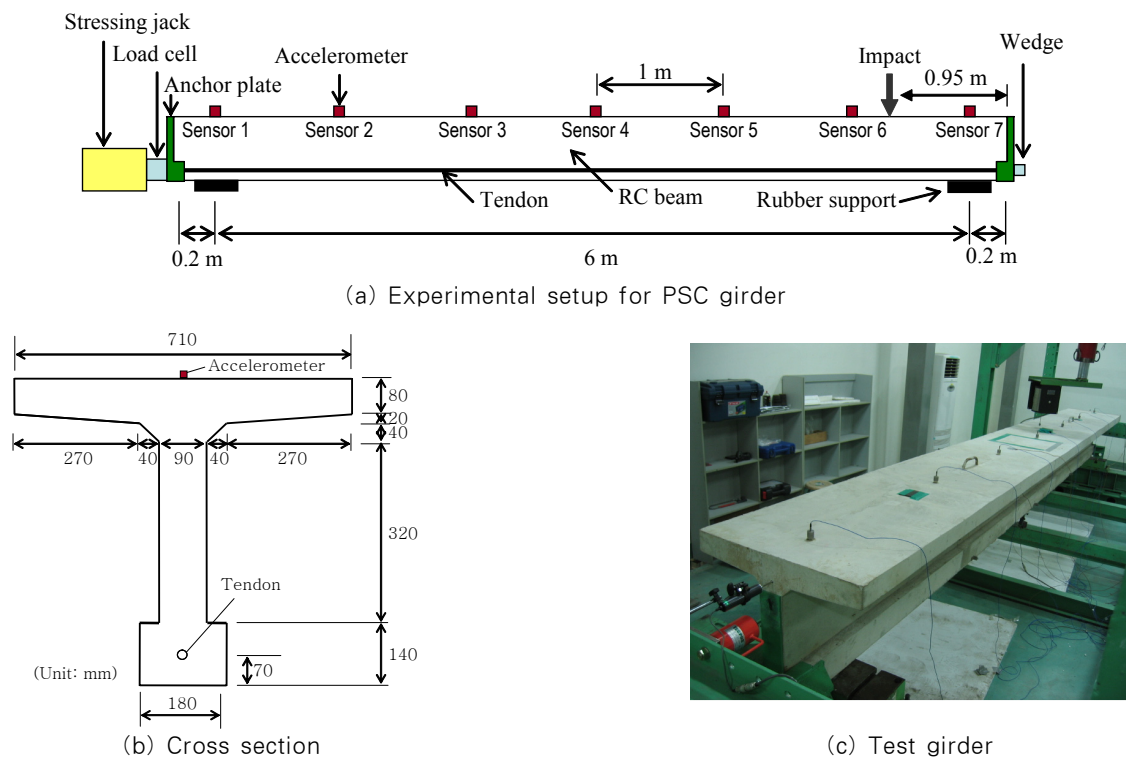 Stressing jack
Load cell
Anchor plate
Accelerometer
Impact
Wedge
1 m
0.95 m
Sensor 1
Sensor 2
Sensor 3
Sensor 4
Sensor 5
Sensor 6
Sensor 7
Tendon
RC beam
Rubber support
0.2 m
6 m
0.2 m
(a) Experimental setup for PSC girder
710
Accelerometer
80
20
40
270
40
90
40
270
320
Tendon
140
70
(Unit: mm)
180
(b) Cross section
(c) Test girder